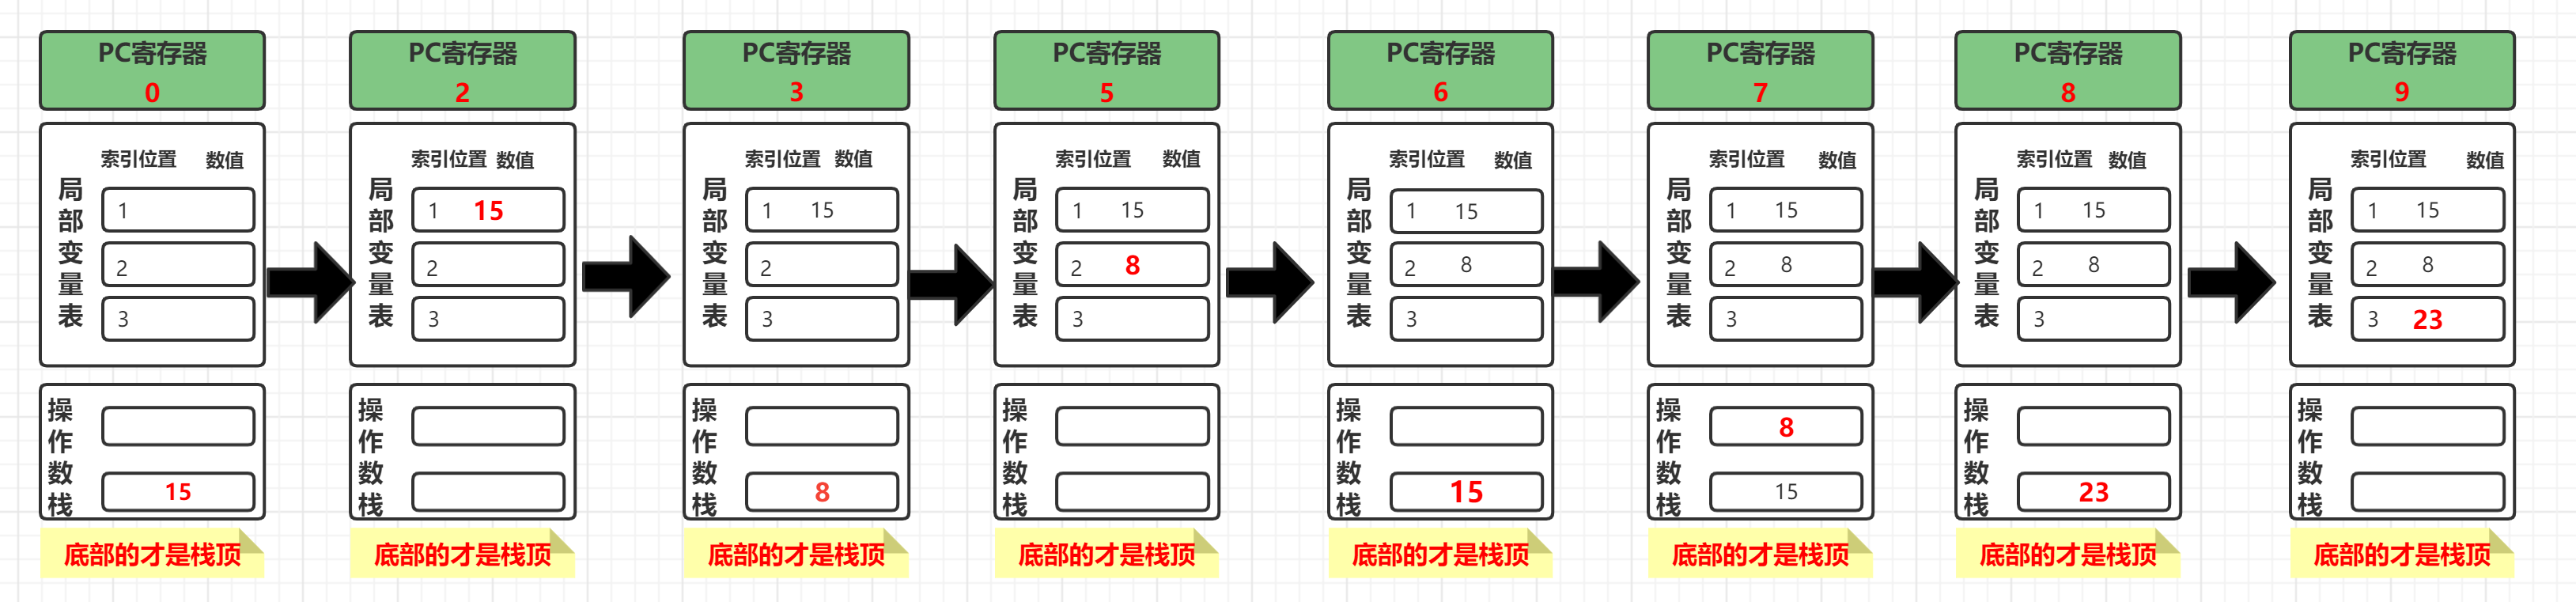 PC寄存器
0
索引位置 数值
局部变量表
1
2
3
操作数栈
15
底部的才是栈顶
PC寄存器
2
索引位置 数值
局部变量表
1 15
2
3
操作数栈
底部的才是栈顶
PC寄存器
3
索引位置 数值
局部变量表
1 15
2
3
操作数栈
8
底部的才是栈顶
PC寄存器
5
索引位置 数值
局部变量表
1 15
2 8
3
操作数栈
底部的才是栈顶
PC寄存器
6
索引位置 数值
局部变量表
1 15
2 8
3
操作数栈
15
底部的才是栈顶
PC寄存器
7
索引位置 数值
局部变量表
1 15
2 8
3
操作数栈
8
15
底部的才是栈顶
PC寄存器
8
索引位置 数值
局部变量表
1 15
2 8
3
操作数栈
23
底部的才是栈顶
PC寄存器
9
索引位置 数值
局部变量表
1 15
2 8
3 23
操作数栈
底部的才是栈顶